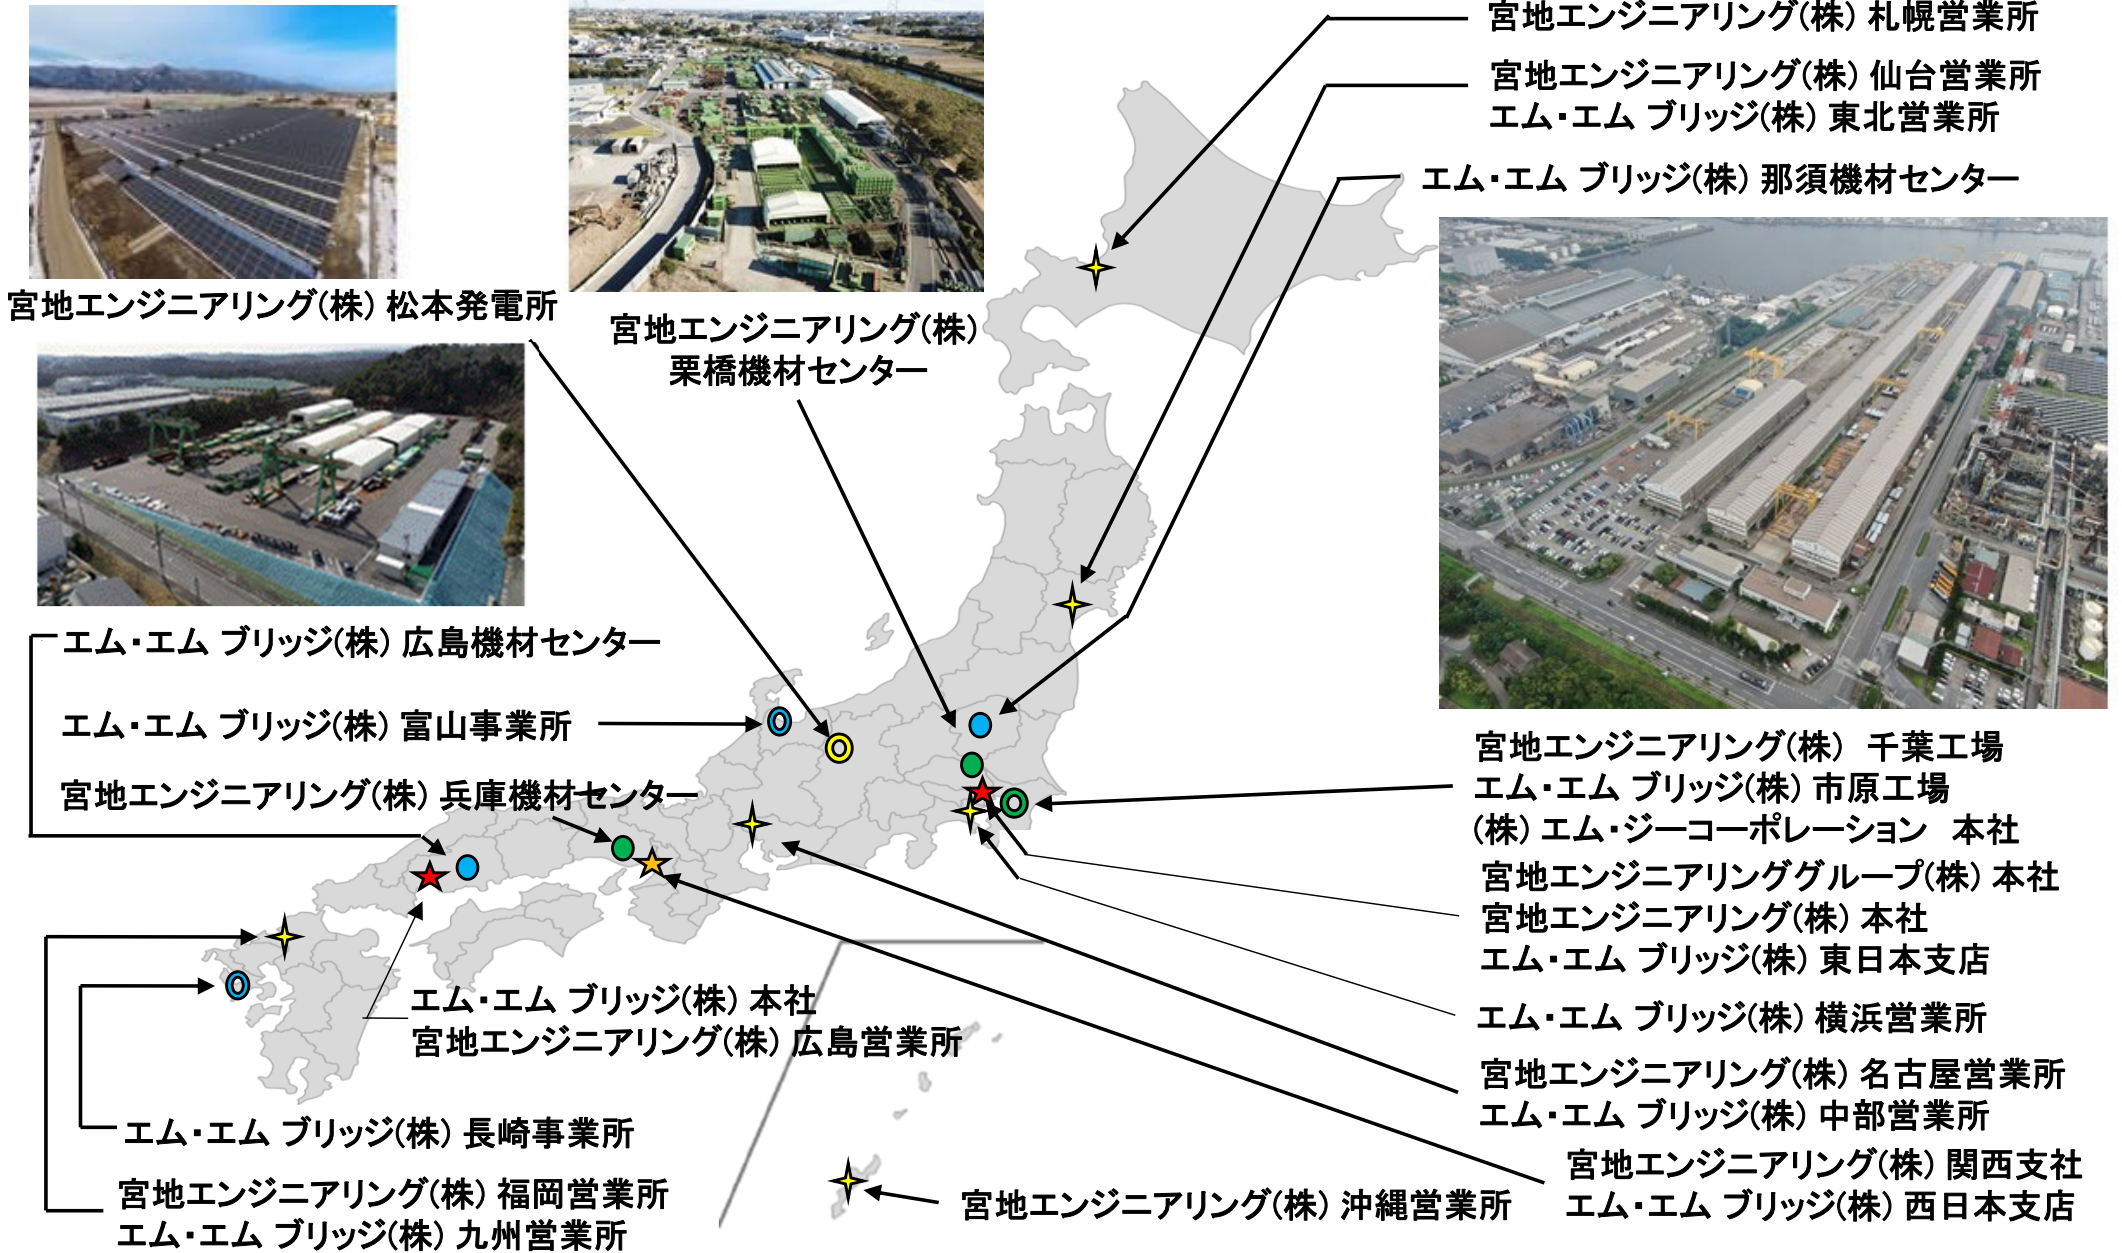 宮地エンジニアリング(株) 札幌営業所
宮地エンジニアリング(株) 仙台営業所
エム・エム ブリッジ(株) 東北営業所
エム・エム ブリッジ(株) 那須機材センター
宮地エンジニアリング(株) 松本発電所
宮地エンジニアリング(株)
栗橋機材センター
エム・エム ブリッジ(株) 広島機材センター
エム・エム ブリッジ(株) 富山事業所
宮地エンジニアリング(株) 兵庫機材センター
宮地エンジニアリング(株) 千葉工場
エム・エム ブリッジ(株) 市原工場
(株) エム・ジーコーポレーション 本社
宮地エンジニアリンググループ(株) 本社
宮地エンジニアリング(株) 本社
エム・エム ブリッジ(株) 東日本支店
エム・エム ブリッジ(株) 横浜営業所
宮地エンジニアリング(株) 名古屋営業所
エム・エム ブリッジ(株) 中部営業所
宮地エンジニアリング(株) 関西支社
エム・エム ブリッジ(株) 西日本支店
エム・エム ブリッジ(株) 本社
宮地エンジニアリング(株) 広島営業所
エム・エム ブリッジ(株) 長崎事業所
宮地エンジニアリング(株) 福岡営業所
エム・エム ブリッジ(株) 九州営業所
宮地エンジニアリング(株) 沖縄営業所